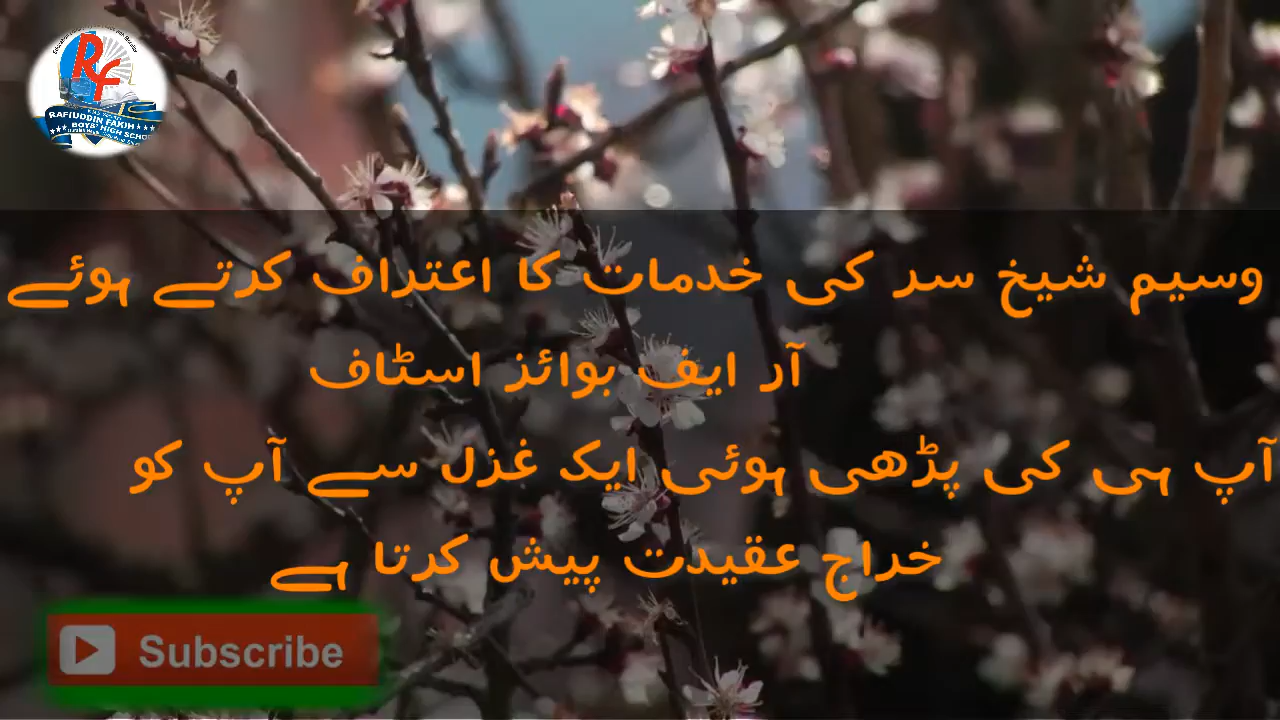 RF
RAFIUDDIN FAKIH
BOYS' HIGH SCHOOL
وسیم شیخ سر کی خدمات کا اعتراف کرتے ہوئے
آر ایف بوائز اسٹاف
آپ ہی کی پڑھی ہوئی ایک غزل سے آپ کو
خراج عقیدت پیش کرتا ہے
Subscribe